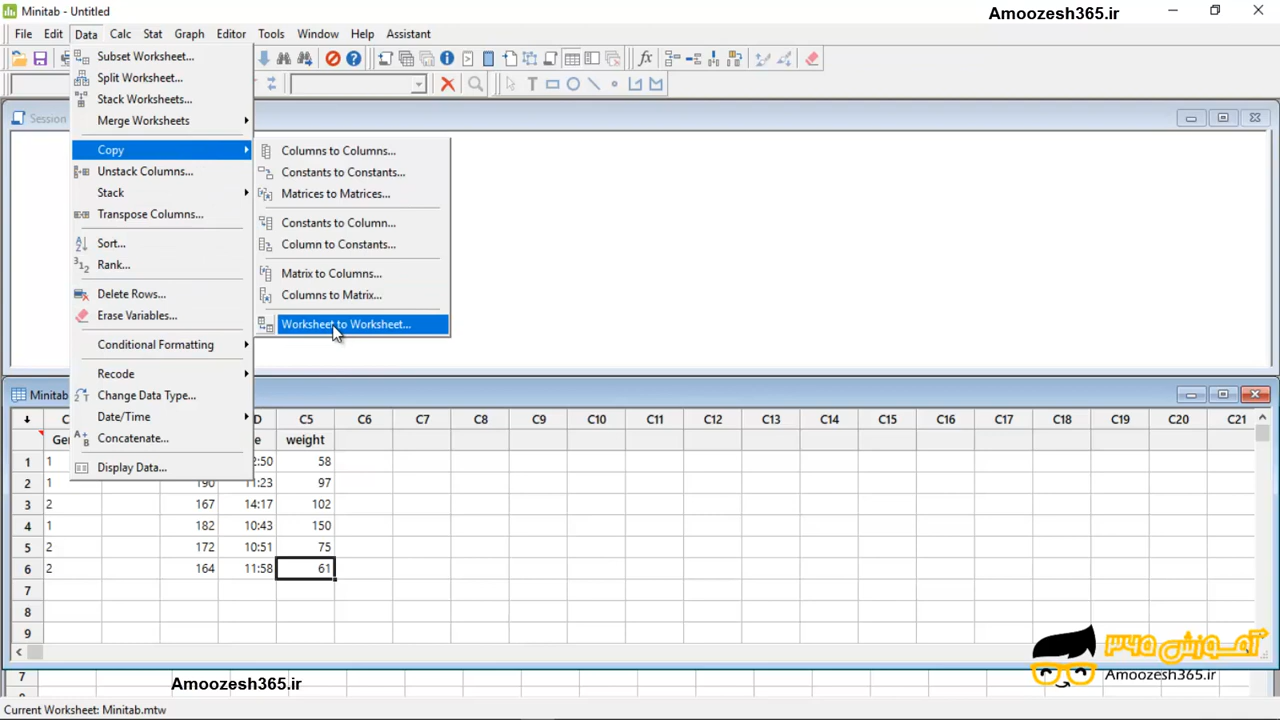 Minitab - Untitled
Amoozesh365.ir
File Edit Data Calc Stat Graph Editor Tools Window Help Assistant
Subset Worksheet...
Split Worksheet...
Stack Worksheets...
Merge Worksheets
Copy
Unstack Columns...
Stack
Transpose Columns...
Sort...
Rank...
Delete Rows...
Erase Variables...
Conditional Formatting
Recode
Change Data Type...
Date/Time
Concatenate...
Display Data...
Columns to Columns...
Constants to Constants...
Matrices to Matrices...
Constants to Column...
Column to Constants...
Matrix to Columns...
Columns to Matrix...
Worksheet to Worksheet...
Session
Minitab
C5 C6 C7 C8 C9 C10 C11 C12 C13 C14 C15 C16 C17 C18 C19 C20 C21
weight
1 1 58
2 1 190 11:23 97
3 2 167 14:17 102
4 1 182 10:43 150
5 2 172 10:51 75
6 2 164 11:58 61
7
8
9
آموزش ۳۶۵
Amoozesh365.ir
7
Amoozesh365.ir
Current Worksheet: Minitab.mtw